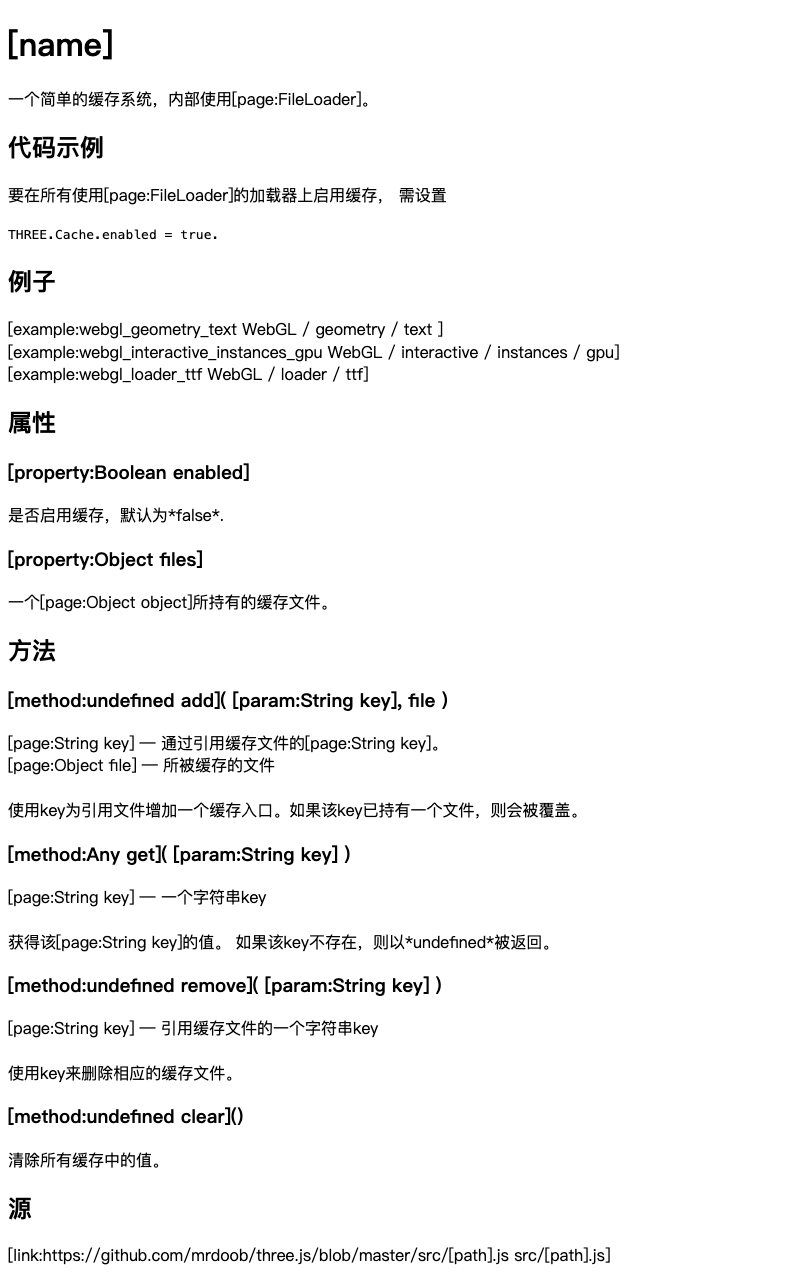 [name]
一个简单的缓存系统，内部使用[page:FileLoader]。
代码示例
要在所有使用[page:FileLoader]的加载器上启用缓存， 需设置
THREE.Cache.enabled = true.
例子
[example:webgl_geometry_text WebGL / geometry / text ]
[example:webgl_interactive_instances_gpu WebGL / interactive / instances / gpu]
[example:webgl_loader_ttf WebGL / loader / ttf]
属性
[property:Boolean enabled]
是否启用缓存，默认为*false*.
[property:Object files]
一个[page:Object object]所持有的缓存文件。
方法
[method:undefined add]( [param:String key], file )
[page:String key] — 通过引用缓存文件的[page:String key]。
[page:Object file] — 所被缓存的文件
使用key为引用文件增加一个缓存入口。如果该key已持有一个文件，则会被覆盖。
[method:Any get]( [param:String key] )
[page:String key] — 一个字符串key
获得该[page:String key]的值。 如果该key不存在，则以*undefined*被返回。
[method:undefined remove]( [param:String key] )
[page:String key] — 引用缓存文件的一个字符串key
使用key来删除相应的缓存文件。
[method:undefined clear]()
清除所有缓存中的值。
源
[link:https://github.com/mrdoob/three.js/blob/master/src/[path].js src/[path].js]